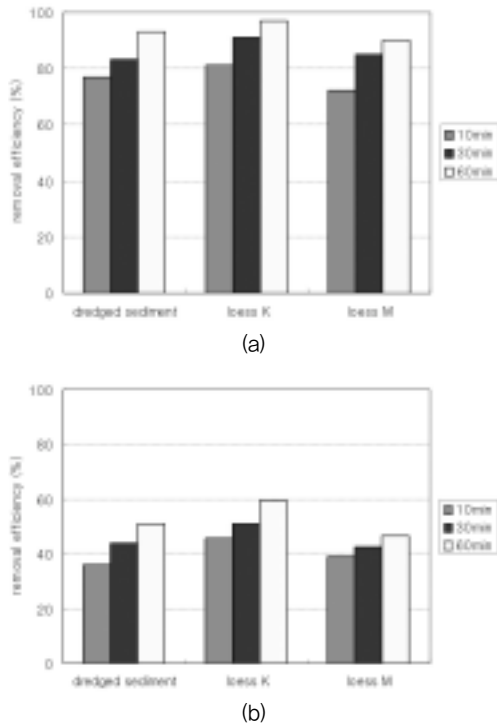 100
80
60
40
20
0
removal efficiency (%)
dredged sediment loess K loess M
10min
30min
60min
(a)
100
80
60
40
20
0
removal efficiency (%)
dredged sediment loess K loess M
10min
30min
60min
(b)